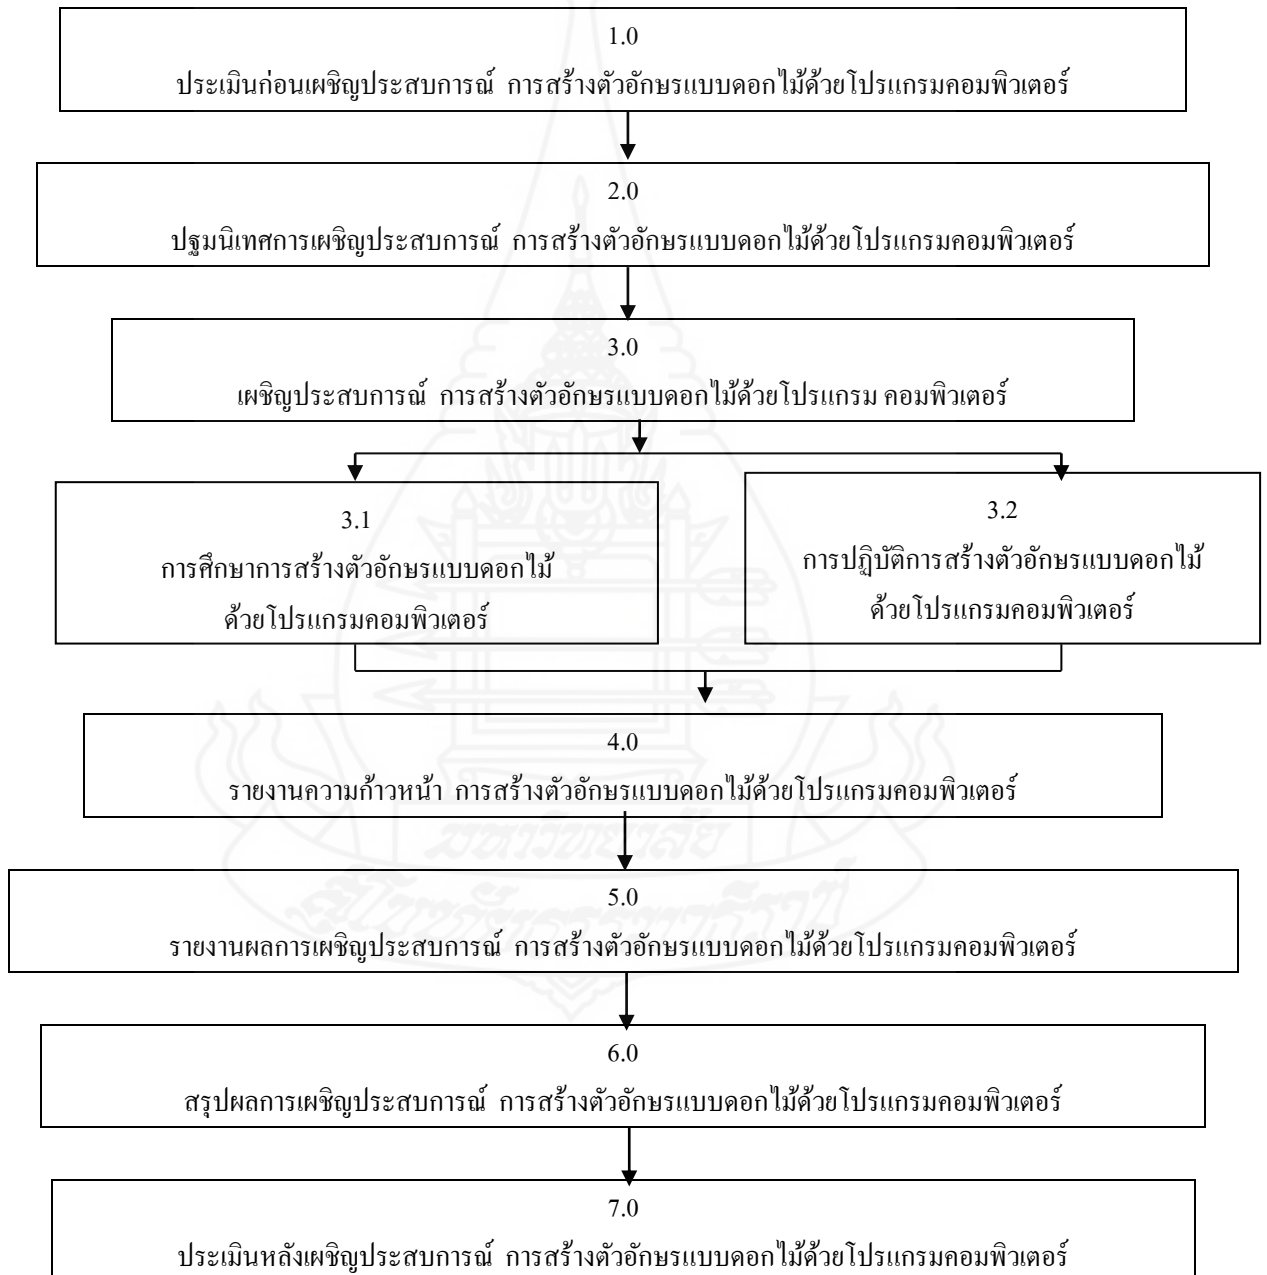 1.0
ประเมินก่อนเผชิญประสบการณ์ การสร้างตัวอักษรแบบดอกไม้ด้วยโปรแกรมคอมพิวเตอร์
2.0
ปฐมนิเทศการเผชิญประสบการณ์ การสร้างตัวอักษรแบบดอกไม้ด้วยโปรแกรมคอมพิวเตอร์
3.0
เผชิญประสบการณ์ การสร้างตัวอักษรแบบดอกไม้ด้วยโปรแกรม คอมพิวเตอร์
3.1
การศึกษาการสร้างตัวอักษรแบบดอกไม้
ด้วยโปรแกรมคอมพิวเตอร์
3.2
การปฏิบัติการสร้างตัวอักษรแบบดอกไม้
ด้วยโปรแกรมคอมพิวเตอร์
4.0
รายงานความก้าวหน้า การสร้างตัวอักษรแบบดอกไม้ด้วยโปรแกรมคอมพิวเตอร์
มหาวิทยาลัย
สุโขทัยธรรมาธิราช
5.0
รายงานผลการเผชิญประสบการณ์ การสร้างตัวอักษรแบบดอกไม้ด้วยโปรแกรมคอมพิวเตอร์
6.0
สรุปผลการเผชิญประสบการณ์ การสร้างตัวอักษรแบบดอกไม้ด้วยโปรแกรมคอมพิวเตอร์
7.0
ประเมินหลังเผชิญประสบการณ์ การสร้างตัวอักษรแบบดอกไม้ด้วยโปรแกรมคอมพิวเตอร์